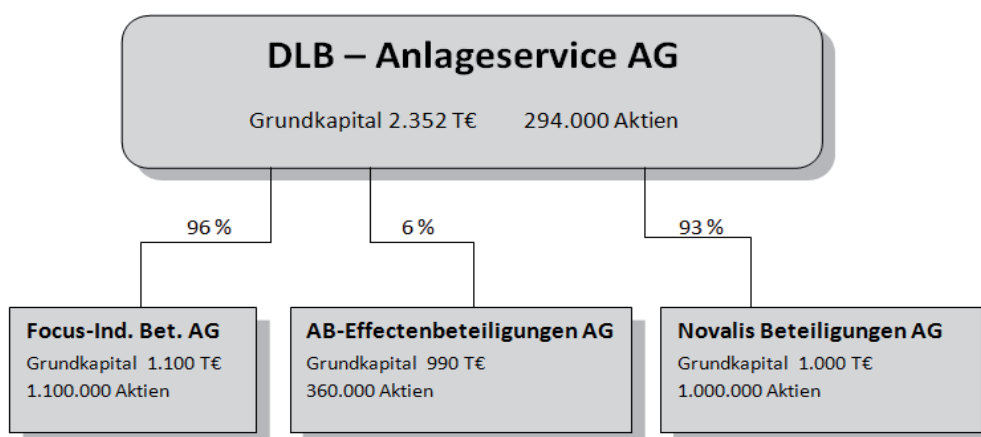 DLB – Anlageservice AG
Grundkapital 2.352 T€ 294.000 Aktien
96 % 6 % 93 %
Focus-Ind. Bet. AG
Grundkapital 1.100 T€
1.100.000 Aktien
AB-Effectenbeteiligungen AG
Grundkapital 990 T€
360.000 Aktien
Novalis Beteiligungen AG
Grundkapital 1.000 T€
1.000.000 Aktien